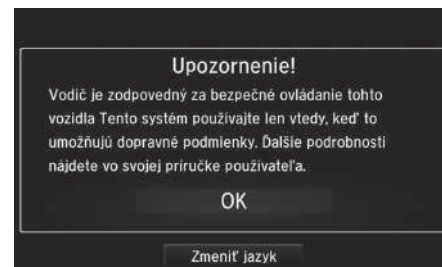 Upozornenie!
Vodič je zodpovedný za bezpečné ovládanie tohto
vozidla Tento systém používajte len vtedy, keď to
umožňujú dopravné podmienky. Ďalšie podrobnosti
nájdete vo svojej príručke používateľa.
OK
Zmeniť jazyk